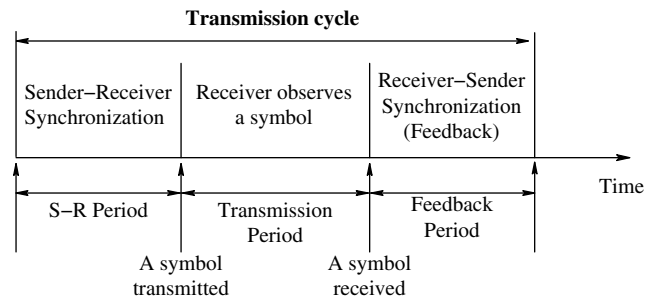 Transmission cycle
Sender−Receiver
Synchronization
Receiver observes
a symbol
Receiver−Sender
Synchronization
(Feedback)
Time
S−R Period
Transmission
Period
Feedback
Period
A symbol
transmitted
A symbol
received